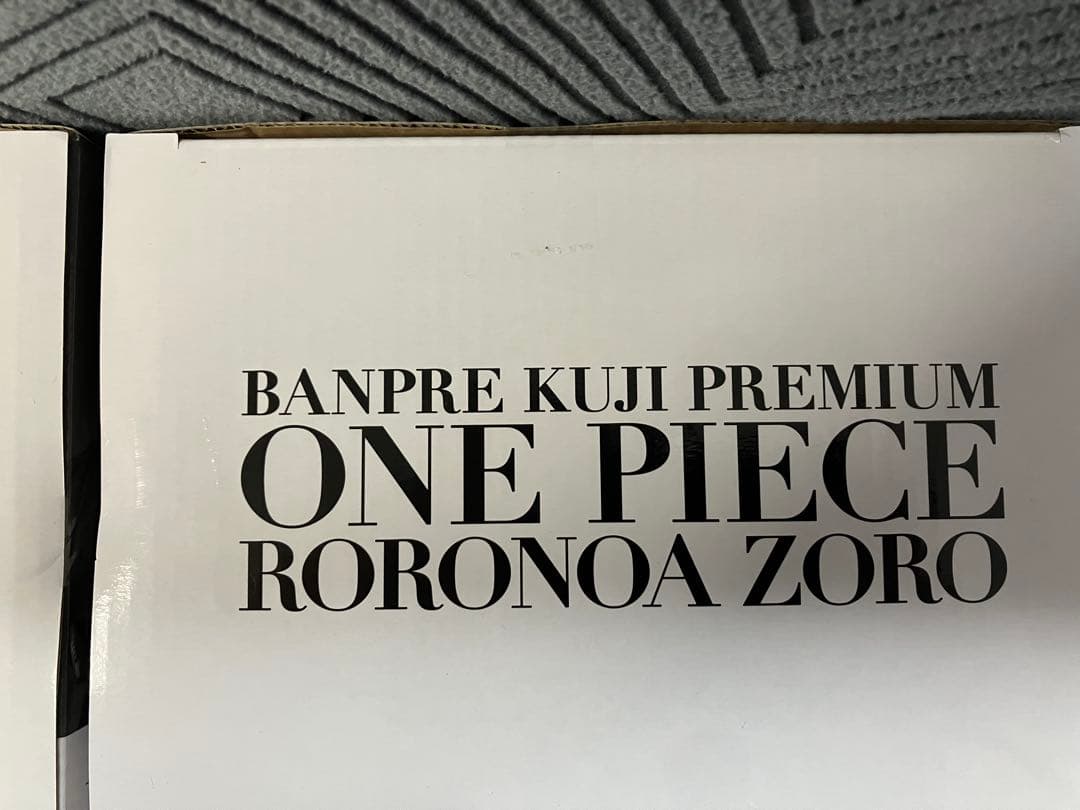 BANPRE KUJI PREMIUM
ONE PIECE
RORONOA ZORO